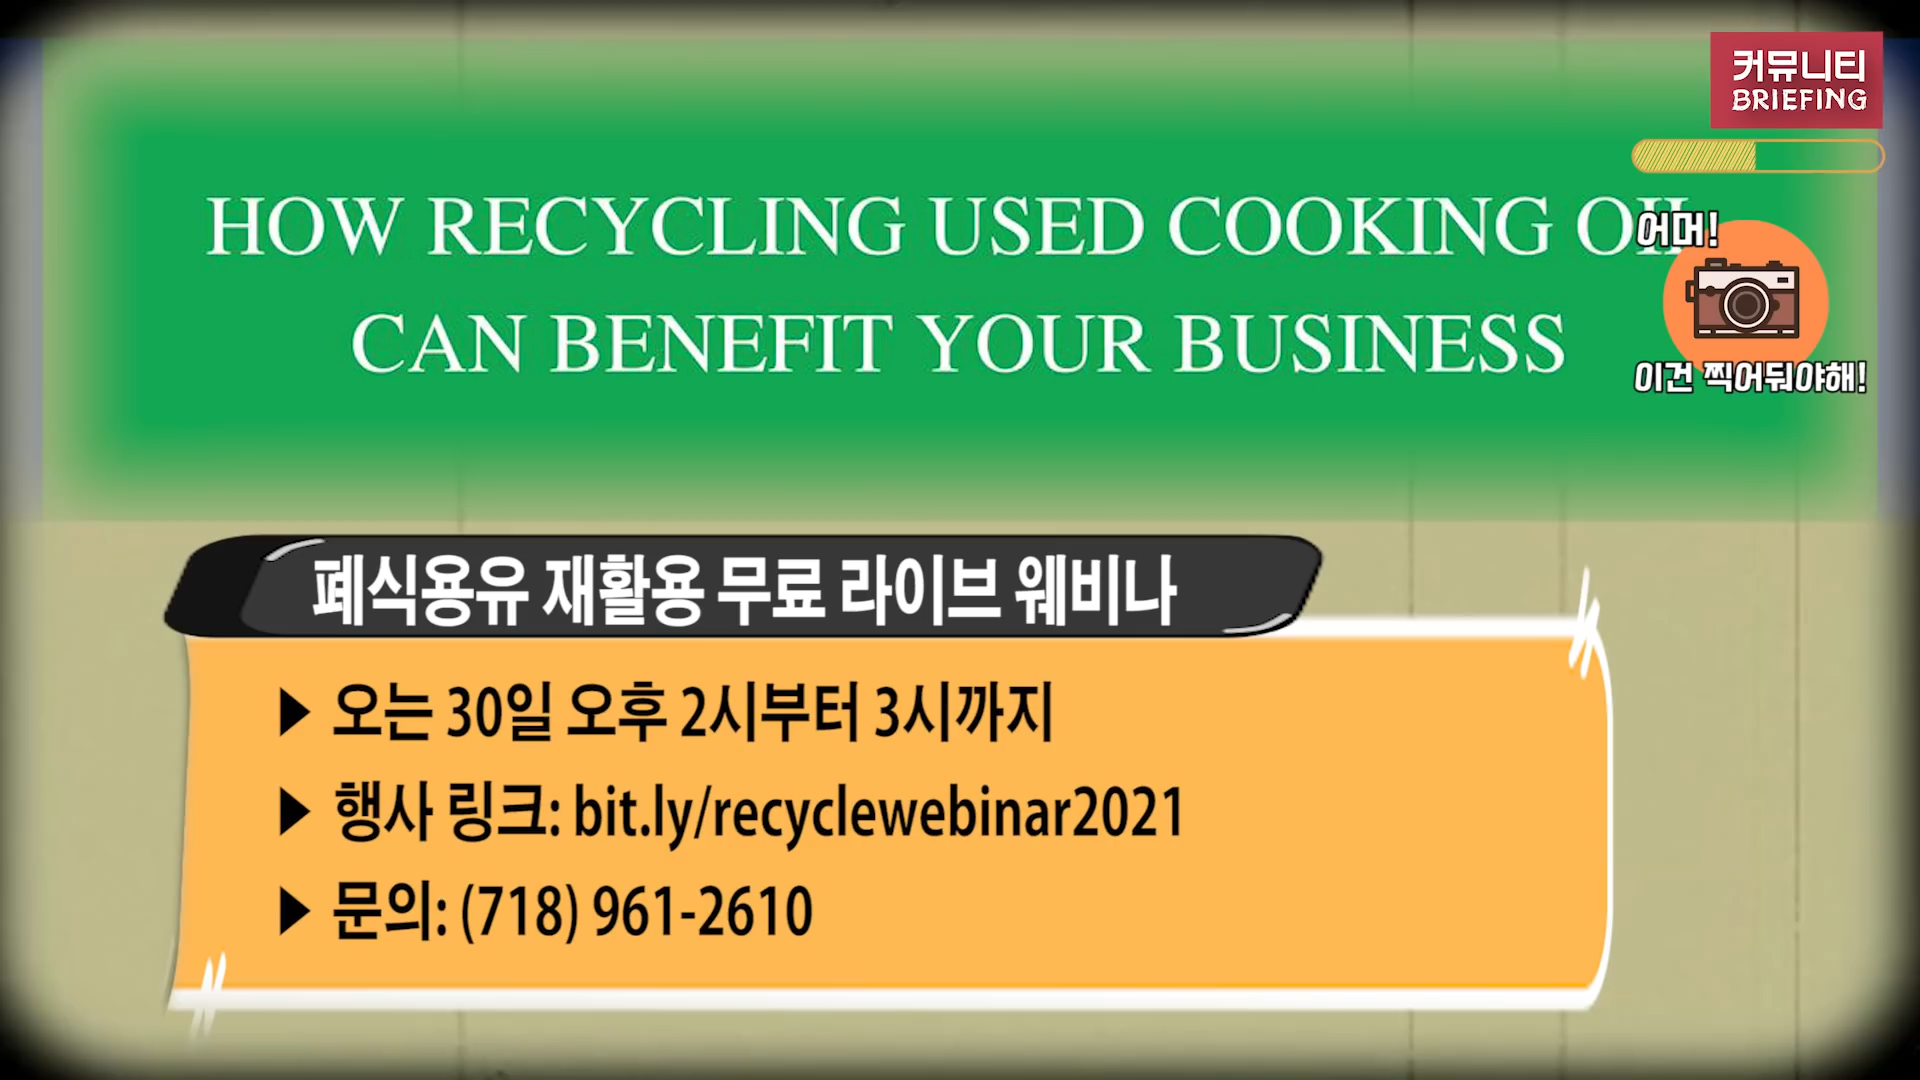 커뮤니티
BRIEFING
HOW RECYCLING USED COOKING OIL
CAN BENEFIT YOUR BUSINESS
어머!
이건 찍어둬야해!
폐식용유 재활용 무료 라이브 웨비나
▶ 오는 30일 오후 2시부터 3시까지
▶ 행사 링크: bit.ly/recyclewebinar2021
▶ 문의: (718) 961-2610